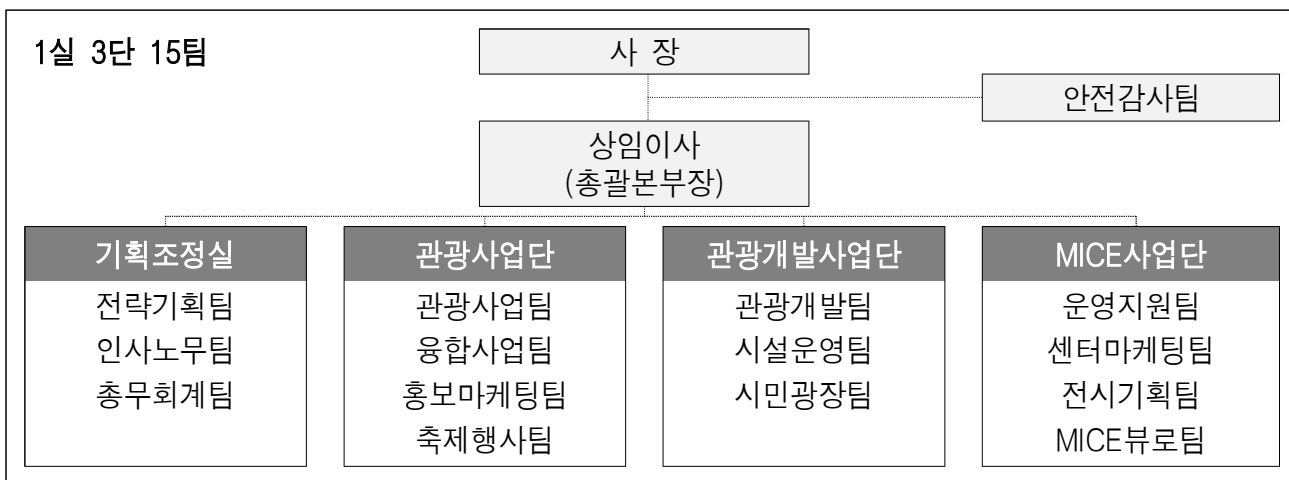 1실 3단 15팀
사 장
안전감사팀
상임이사
(총괄본부장)
기획조정실
전략기획팀
인사노무팀
총무회계팀
관광사업단
관광사업팀
융합사업팀
홍보마케팅팀
축제행사팀
관광개발사업단
관광개발팀
시설운영팀
시민광장팀
MICE사업단
운영지원팀
센터마케팅팀
전시기획팀
MICE뷰로팀